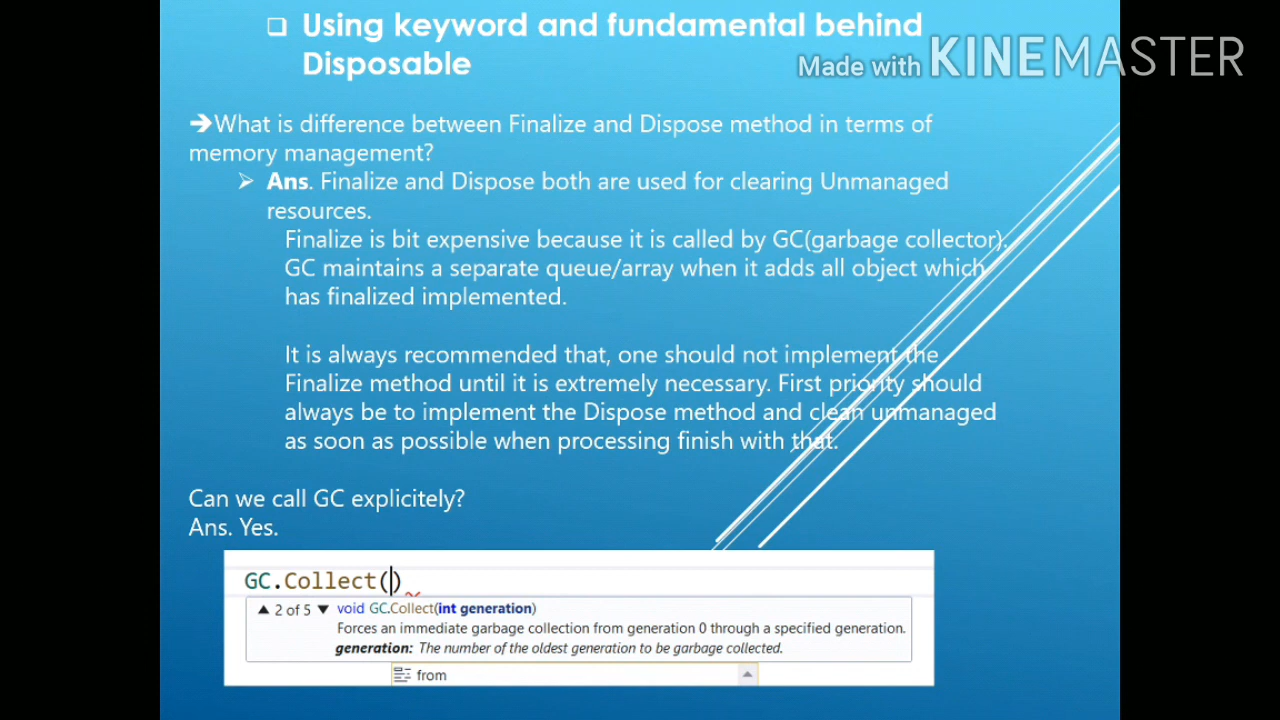 ❑ Using keyword and fundamental behind
Disposable
Made with KINEMASTER
➔What is difference between Finalize and Dispose method in terms of
memory management?
➢ Ans. Finalize and Dispose both are used for clearing Unmanaged
resources.
Finalize is bit expensive because it is called by GC(garbage collector).
GC maintains a separate queue/array when it adds all object which
has finalized implemented.
It is always recommended that, one should not implement the
Finalize method until it is extremely necessary. First priority should
always be to implement the Dispose method and clean unmanaged
as soon as possible when processing finish with that.
Can we call GC explicitely?
Ans. Yes.
GC.Collect()
▲ 2 of 5 ▼ void GC.Collect(int generation)
Forces an immediate garbage collection from generation 0 through a specified generation.
generation: The number of the oldest generation to be garbage collected.
from